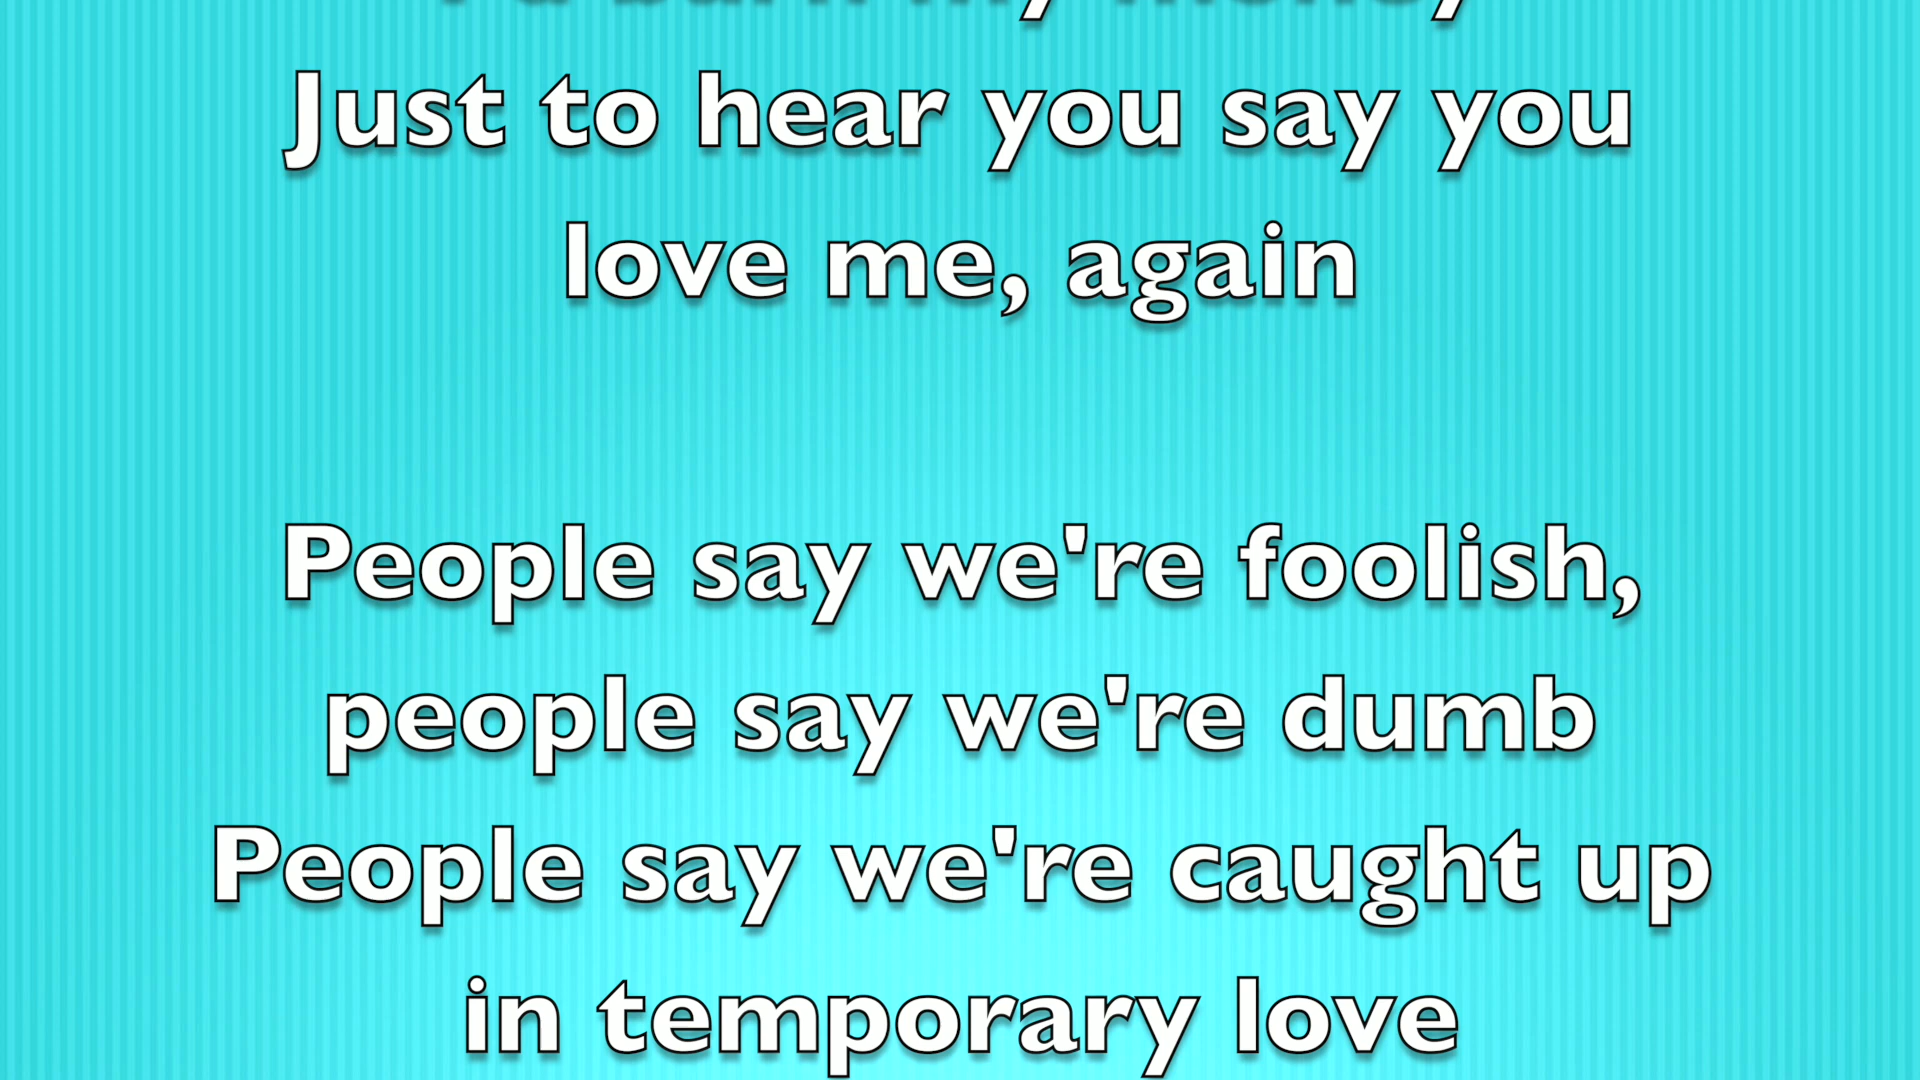 Just to hear you say you
love me, again
People say we're foolish,
people say we're dumb
People say we're caught up
in temporary love